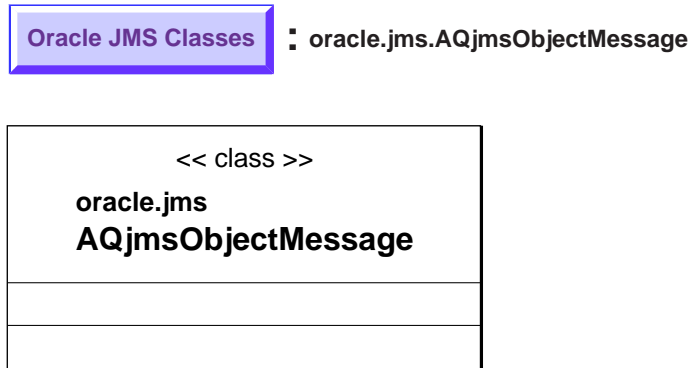 Oracle JMS Classes : oracle.jms.AQjmsObjectMessage
<< class >>
oracle.jms
AQjmsObjectMessage